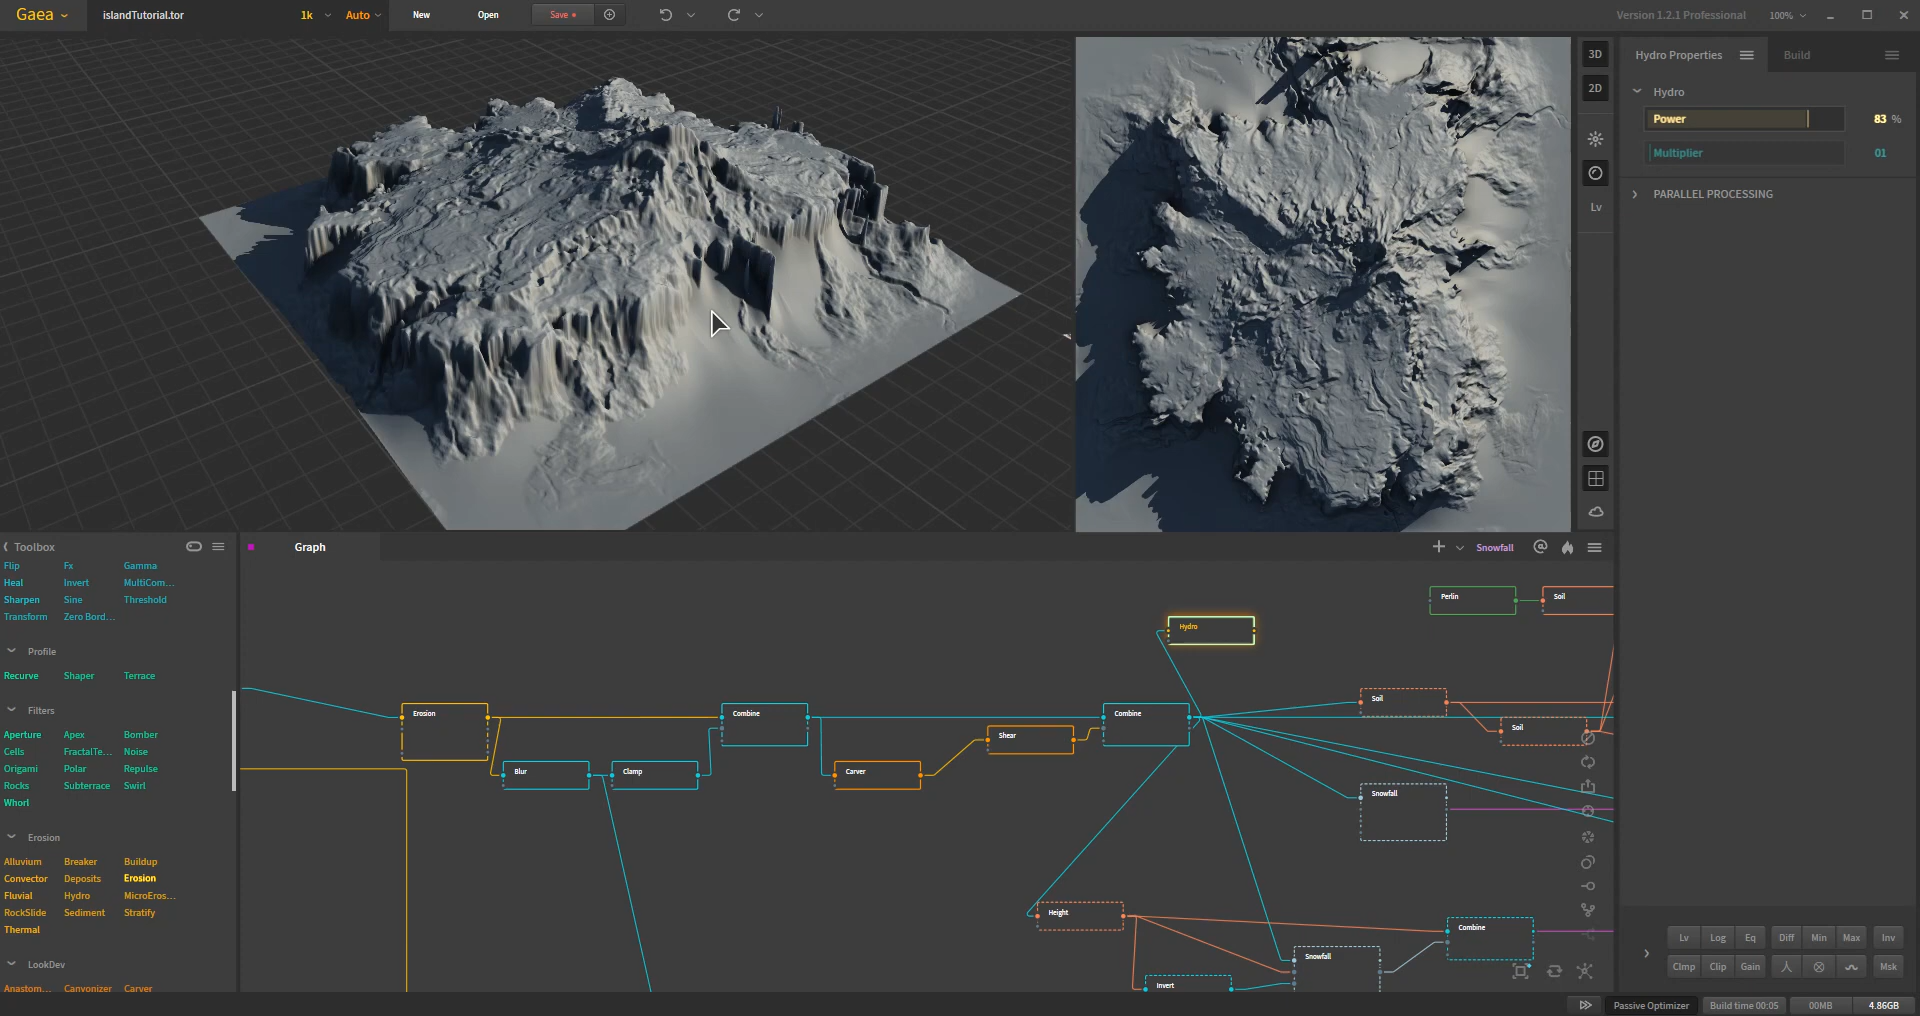 Gaea
islandTutorial.tor
1k
Auto
New
Open
Save
Version 1.2.1 Professional
100%
3D
2D
Lv
Hydro Properties
Build
Hydro
Power
83 %
Multiplier
01
PARALLEL PROCESSING
Toolbox
Flip Fx Gamma
Heal Invert MultiCom...
Sharpen Sine Threshold
Transform Zero Bord...
Profile
Recurve Shaper Terrace
Filters
Aperture Apex Bomber
Cells FractalTe... Noise
Origami Polar Repulse
Rocks Subterrace Swirl
Whorl
Erosion
Alluvium Breaker Buildup
Convector Deposits Erosion
Fluvial Hydro MicroEros...
RockSlide Sediment Stratify
Thermal
LookDev
Anastom... Canyonizer Carver
Graph
Snowfall
Perlin
Soil
Hydro
Erosion
Combine
Combine
Soil
Shear
Soil
Blur
Clamp
Carver
Snowfall
Height
Combine
Snowfall
Invert
Lv Log Eq Diff Min Max Inv
Clmp Clip Gain Msk
Passive Optimizer
Build time 00:05
00MB
4.86GB